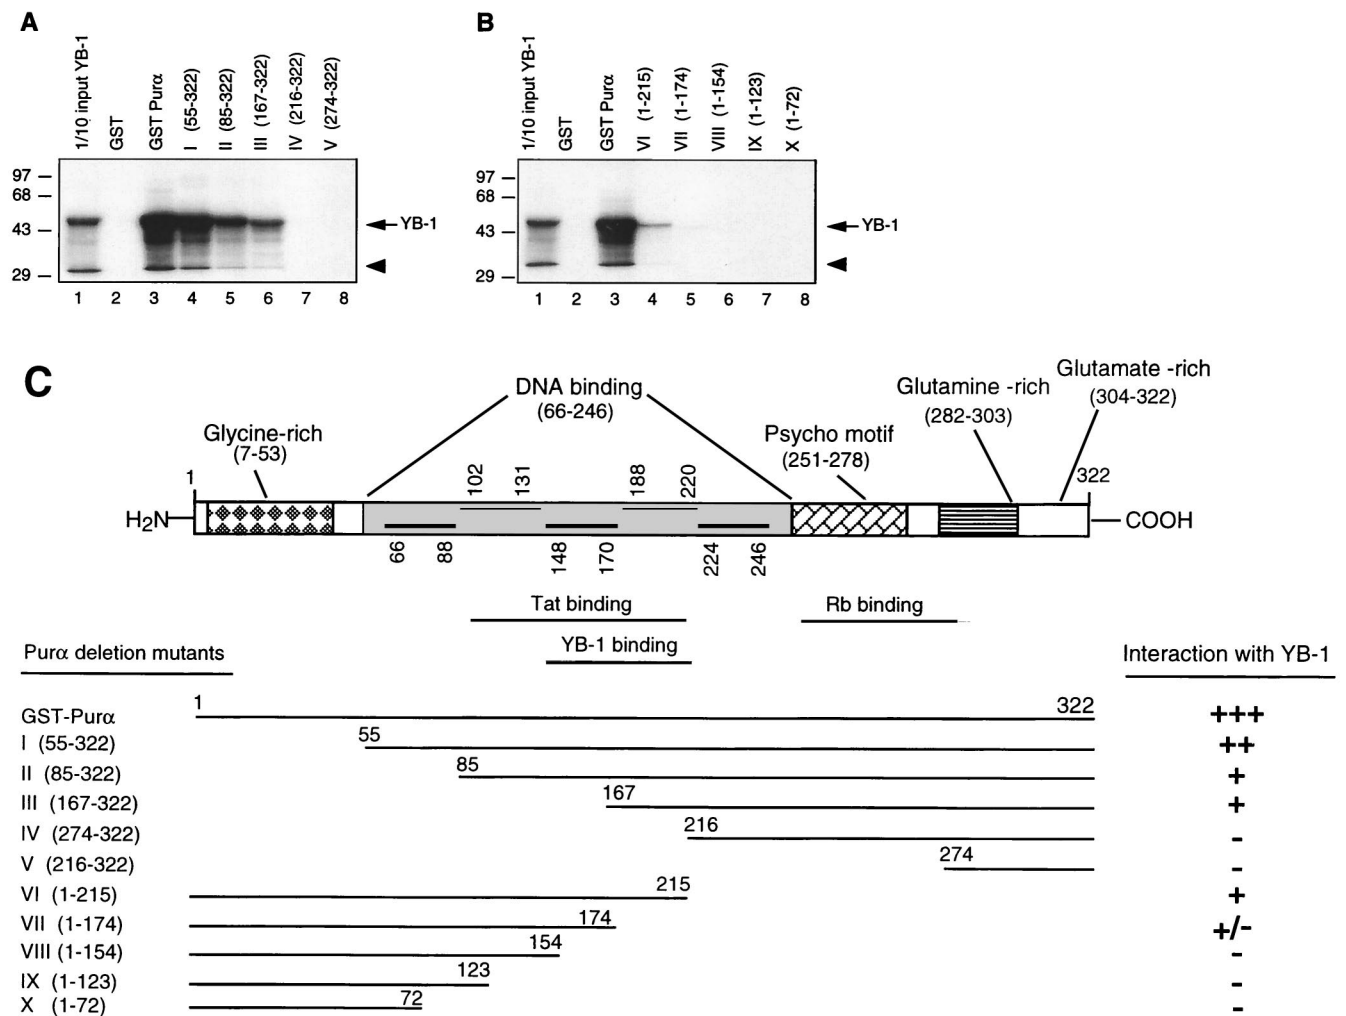 A
1/10 input YB-1
GST
GST Purα
I (55-322)
II (85-322)
III (167-322)
IV (216-322)
V (274-322)
97
68
43
29
YB-1
1 2 3 4 5 6 7 8
B
1/10 input YB-1
GST
GST Purα
VI (1-215)
VII (1-174)
VIII (1-154)
IX (1-123)
X (1-72)
97
68
43
29
YB-1
1 2 3 4 5 6 7 8
C
DNA binding
(66-246)
Glycine-rich
(7-53)
Psycho motif
(251-278)
Glutamine -rich
(282-303)
Glutamate -rich
(304-322)
1
102
131
188
220
322
H2N
COOH
66
88
148
170
224
246
Tat binding
Rb binding
YB-1 binding
Purα deletion mutants
Interaction with YB-1
GST-Purα 1 322 +++
I (55-322) 55 ++
II (85-322) 85 +
III (167-322) 167 +
IV (274-322) 216 -
V (216-322) 274 -
VI (1-215) 215 +
VII (1-174) 174 +/-
VIII (1-154) 154 -
IX (1-123) 123 -
X (1-72) 72 -